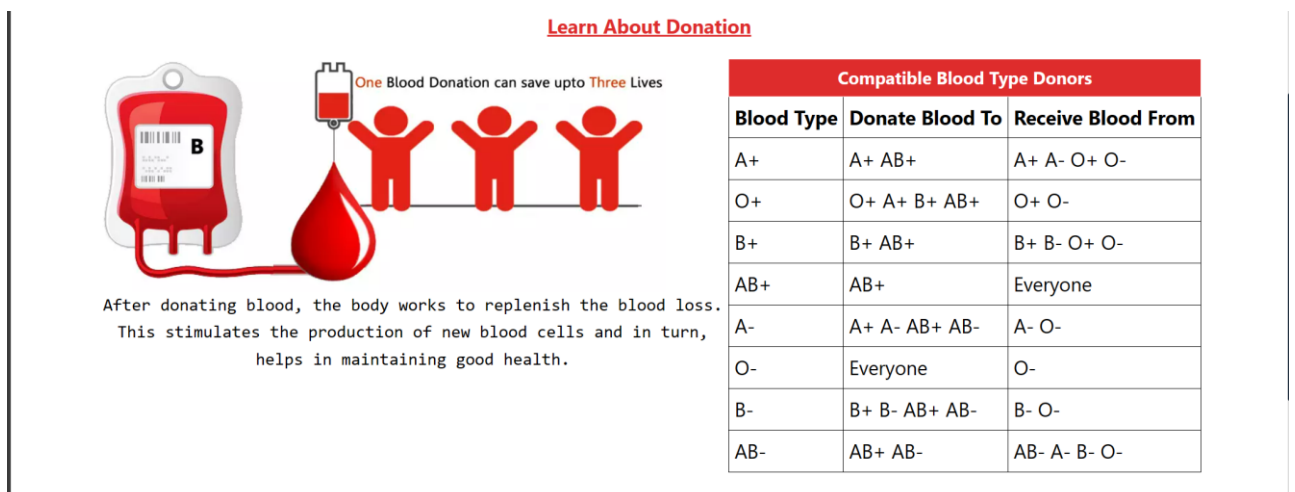 Learn About Donation
B
One Blood Donation can save upto Three Lives
After donating blood, the body works to replenish the blood loss.
This stimulates the production of new blood cells and in turn,
helps in maintaining good health.
Compatible Blood Type Donors
Blood Type Donate Blood To Receive Blood From
A+ A+ AB+ A+ A- O+ O-
O+ O+ A+ B+ AB+ O+ O-
B+ B+ AB+ B+ B- O+ O-
AB+ AB+ Everyone
A- A+ A- AB+ AB- A- O-
O- Everyone O-
B- B+ B- AB+ AB- B- O-
AB- AB+ AB- AB- A- B- O-